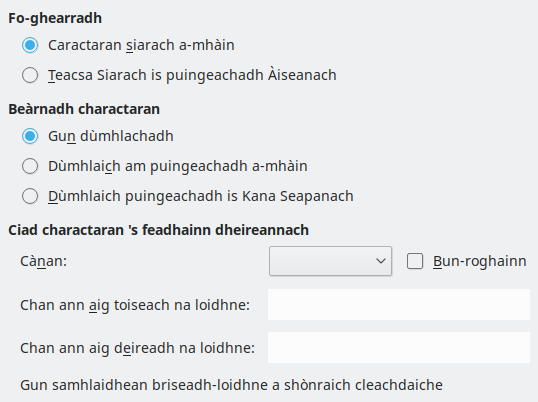 Fo-ghearradh
Caractaran siarach a-mhàin
Teacsa Siarach is puingeachadh Àiseanach
Beàrnadh charactaran
Gun dùmhlachadh
Dùmhlaich am puingeachadh a-mhàin
Dùmhlaich puingeachadh is Kana Seapanach
Ciad charactaran 's feadhainn dheireannach
Cànan:
Bun-roghainn
Chan ann aig toiseach na loidhne:
Chan ann aig deireadh na loidhne:
Gun samhlaidhean briseadh-loidhne a shònraich cleachdaiche